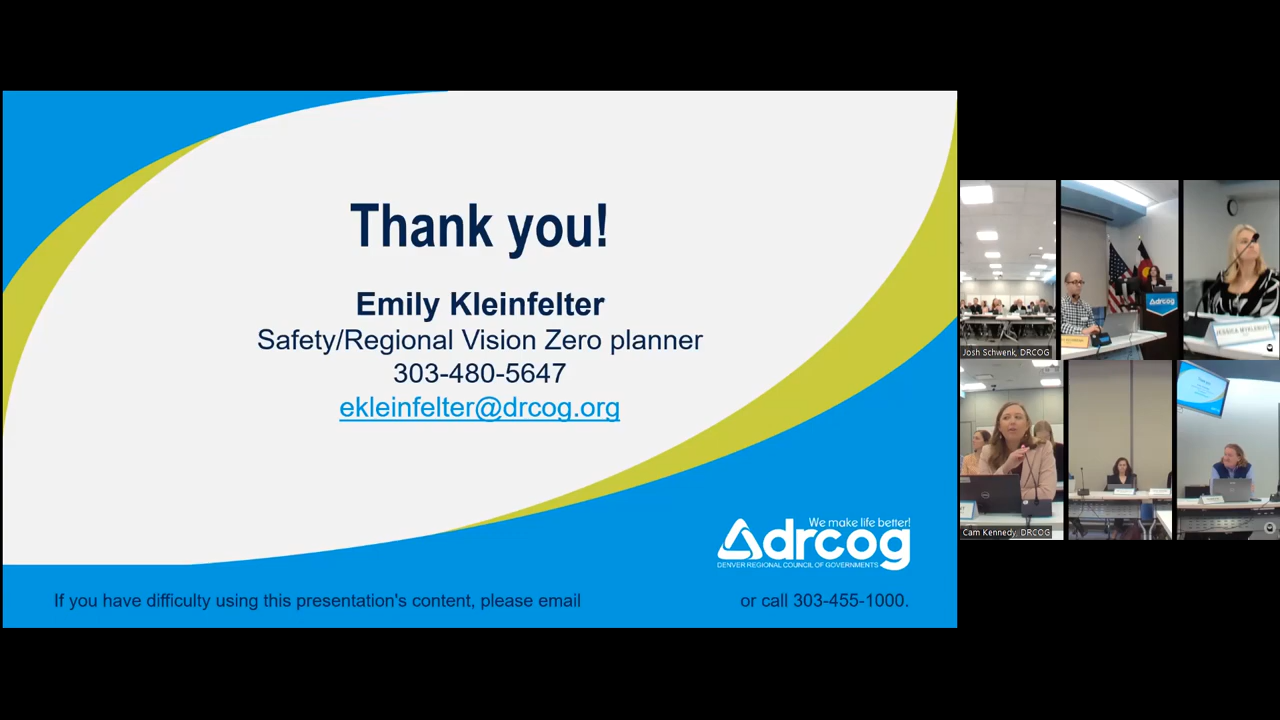 Thank you!
Emily Kleinfelter
Safety/Regional Vision Zero planner
303-480-5647
ekleinfelter@drcog.org
We make life better!
drcog
DENVER REGIONAL COUNCIL OF GOVERNMENTS
If you have difficulty using this presentation's content, please email or call 303-455-1000.
Josh Schwenk, DRCOG
drcog
Cam Kennedy, DRCOG